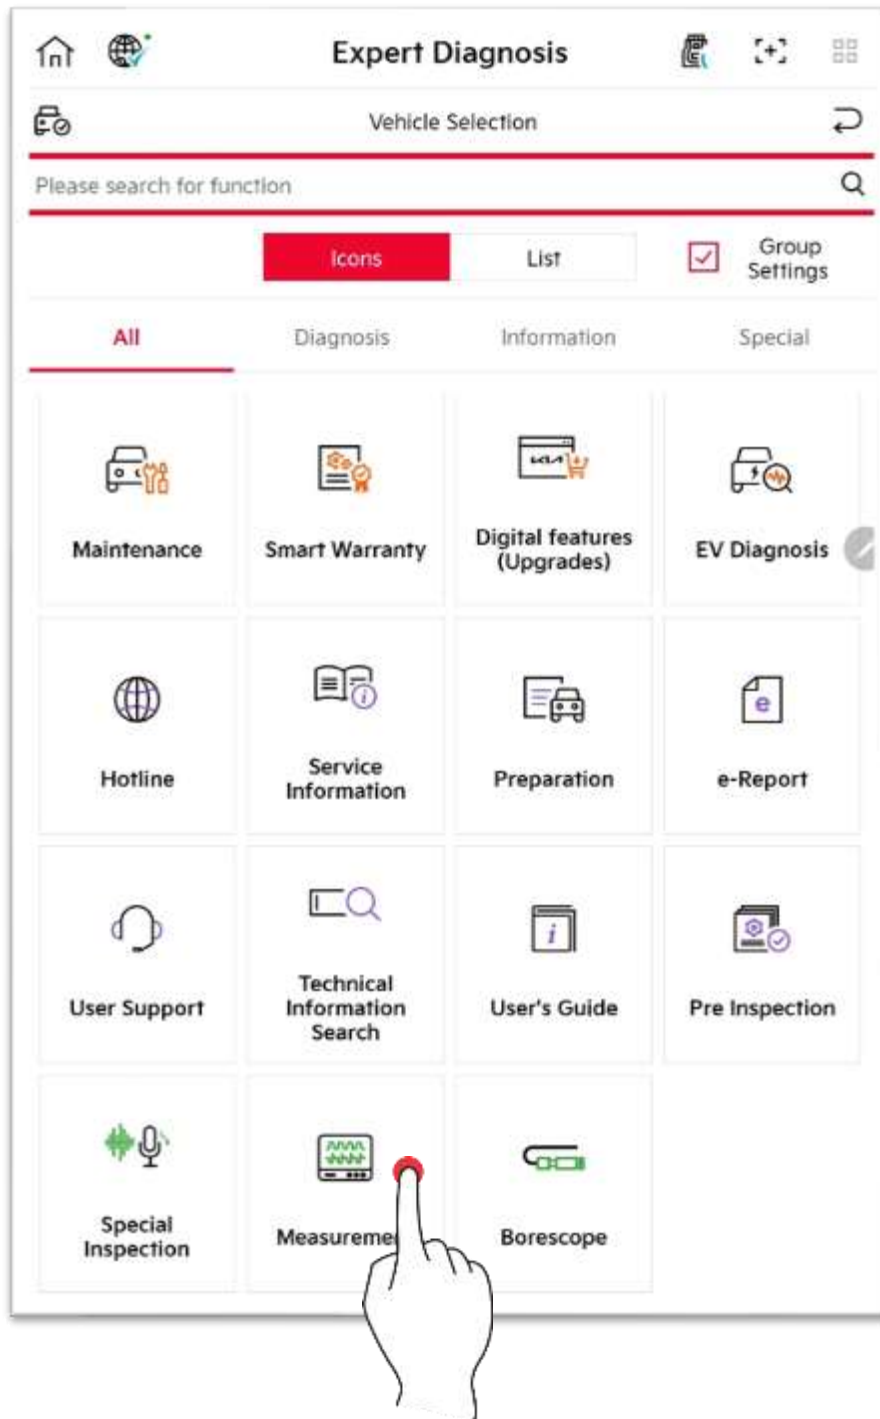 Expert Diagnosis
Vehicle Selection
Please search for function
Icons
List
Group
Settings
All
Diagnosis
Information
Special
KIA
Maintenance
Smart Warranty
Digital features
(Upgrades)
EV Diagnosis
i
e
Hotline
Service
Information
Preparation
e-Report
i
User Support
Technical
Information
Search
User's Guide
Pre Inspection
Special
Inspection
Measureme
Borescope